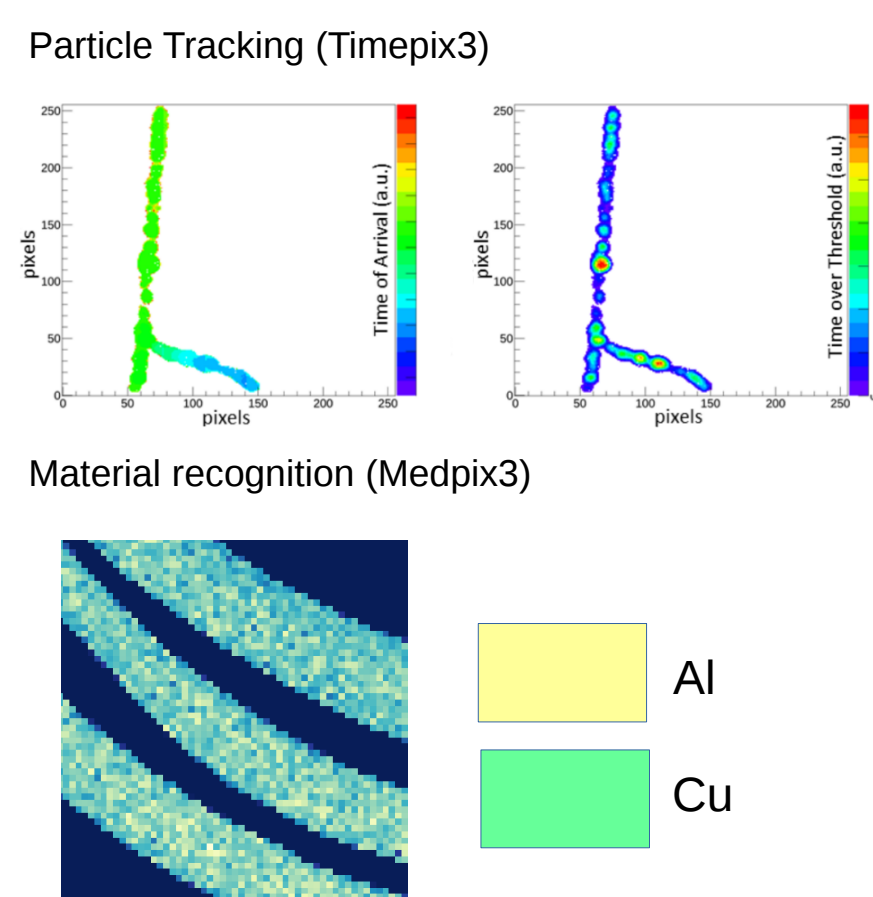 Particle Tracking (Timepix3)
250
200
150
100
50
0
pixels
0 50 100 150 200 250
pixels
Time of Arrival (a.u.)
250
200
150
100
50
0
pixels
0 50 100 150 200 250
pixels
Time over Threshold (a.u.)
Material recognition (Medpix3)
Al
Cu